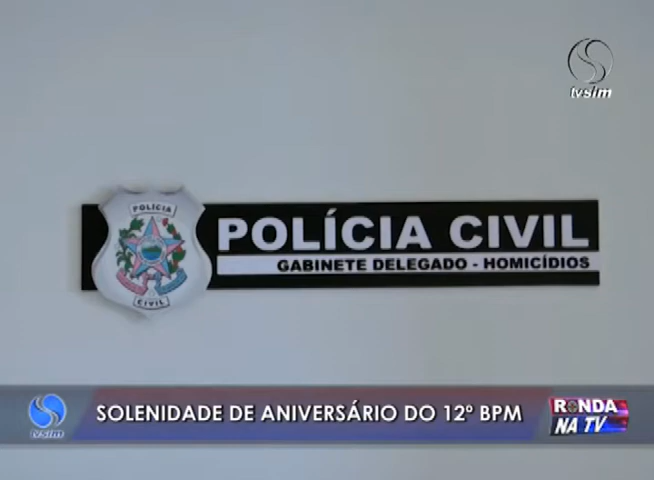 tvsim
POLÍCIA
CIVIL
POLÍCIA CIVIL
GABINETE DELEGADO - HOMICÍDIOS
tvsim
SOLENIDADE DE ANIVERSÁRIO DO 12º BPM
RONDA
NA TV